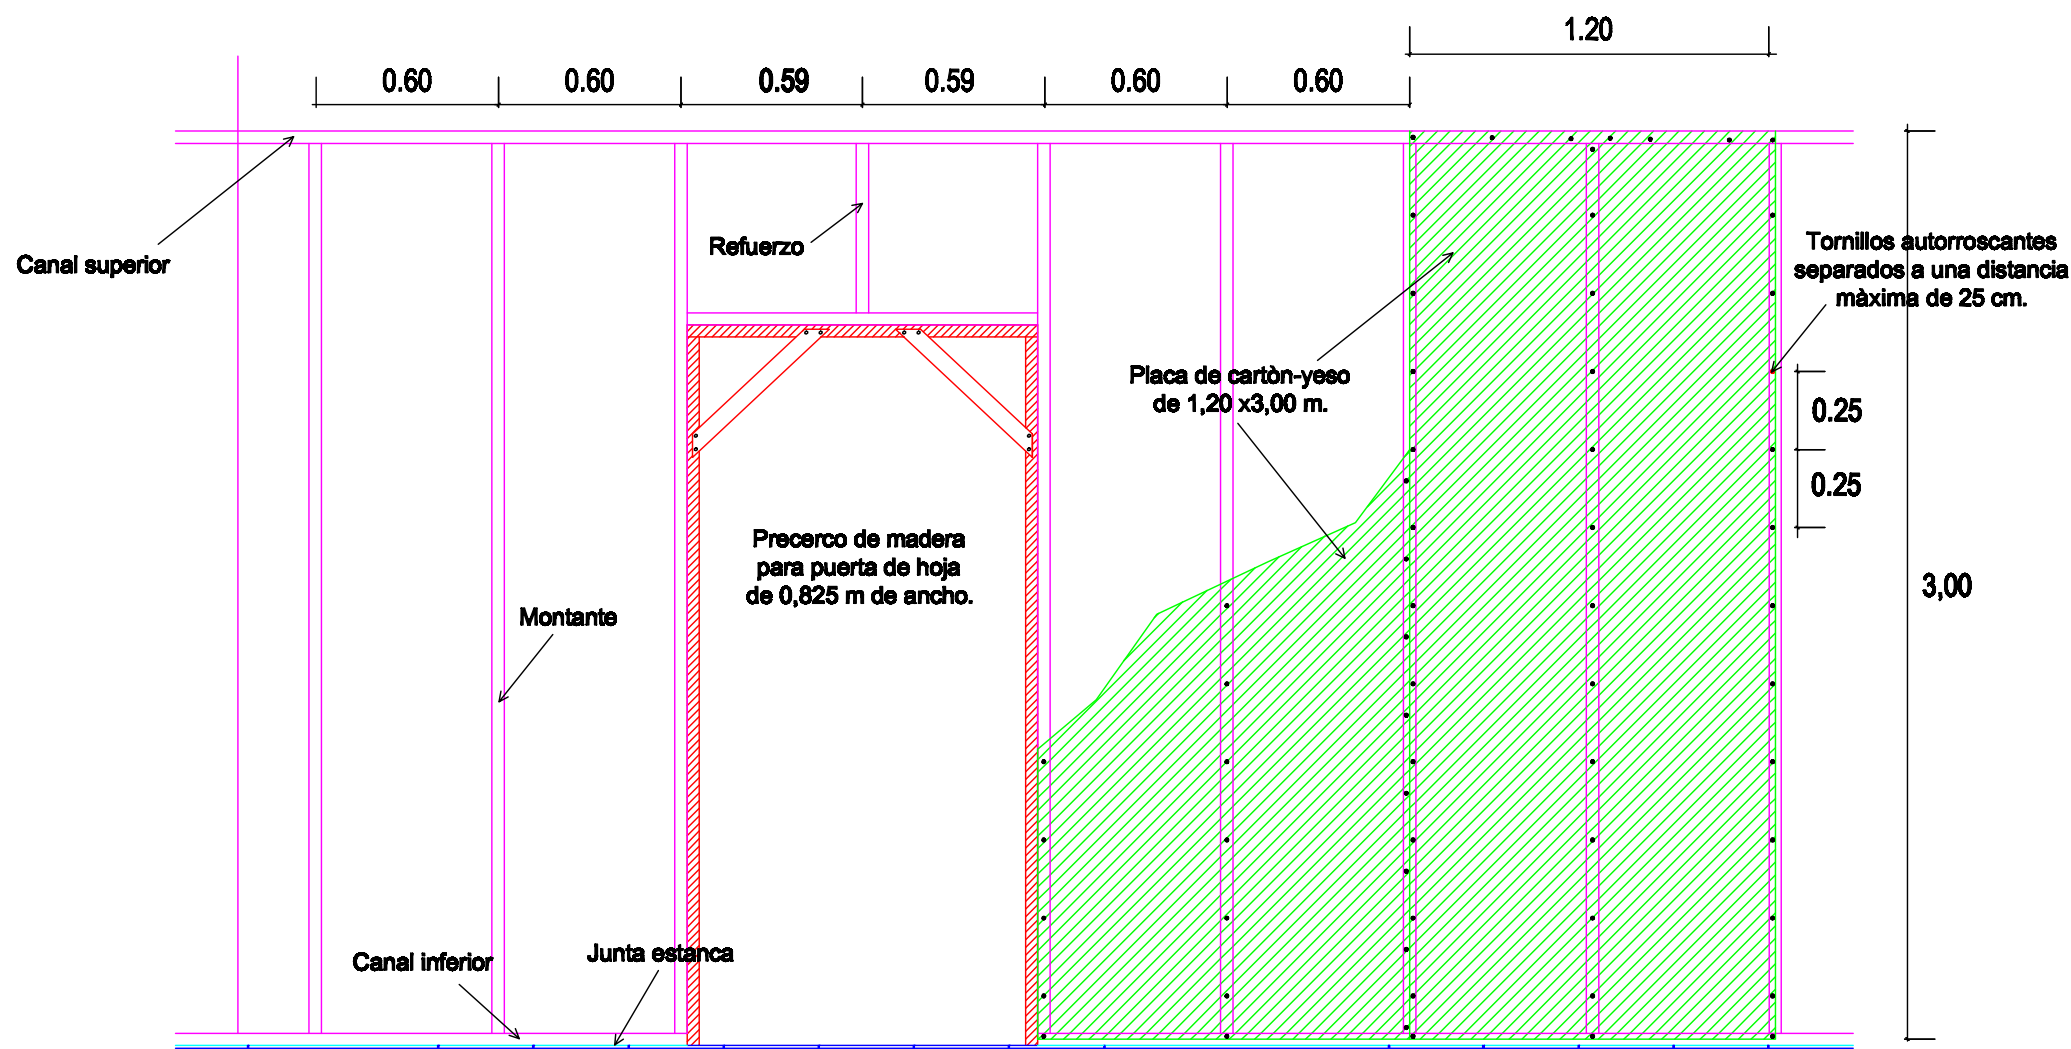 1.20
0.60
0.60
0.59
0.59
0.60
0.60
Canal superior
Refuerzo
Tornillos autorroscantes
separados a una distancia
màxima de 25 cm.
Placa de cartòn-yeso
de 1,20 x3,00 m.
0.25
0.25
3,00
Precerco de madera
para puerta de hoja
de 0,825 m de ancho.
Montante
Canal inferior
Junta estanca